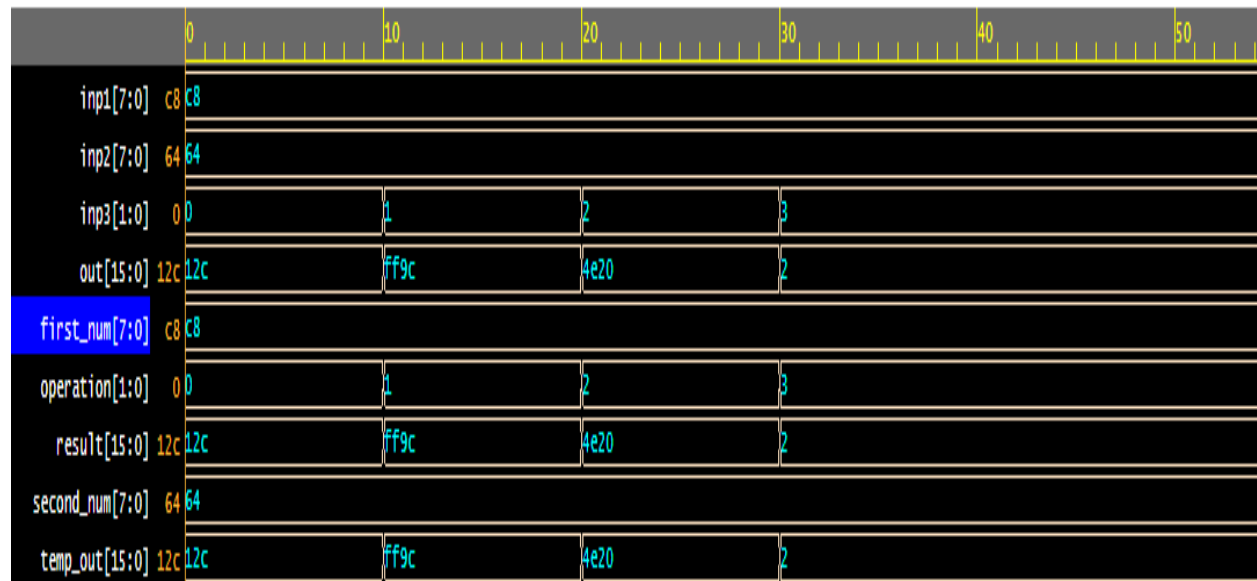 0 10 20 30 40 50
inp1[7:0] c8 c8
inp2[7:0] 64 64
inp3[1:0] 0 0 1 2 3
out[15:0] 12c 12c ff9c 4e20 2
first_num[7:0] c8 c8
operation[1:0] 0 0 1 2 3
result[15:0] 12c 12c ff9c 4e20 2
second_num[7:0] 64 64
temp_out[15:0] 12c 12c ff9c 4e20 2